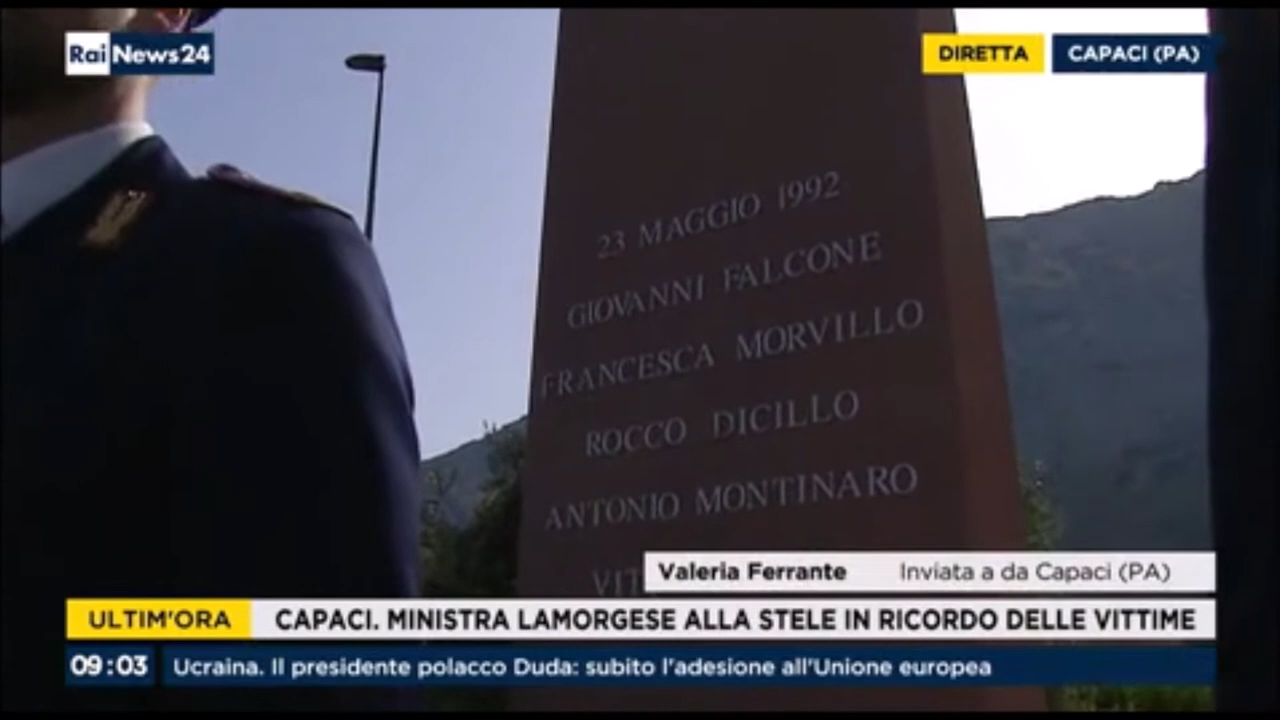 Rai News24
DIRETTA
CAPACI (PA)
23 MAGGIO 1992
GIOVANNI FALCONE
FRANCESCA MORVILLO
ROCCO DICILLO
ANTONIO MONTINARO
Valeria Ferrante
Inviata a da Capaci (PA)
ULTIM'ORA
CAPACI. MINISTRA LAMORGESE ALLA STELE IN RICORDO DELLE VITTIME
09:03
Ucraina. Il presidente polacco Duda: subito l'adesione all'Unione europea